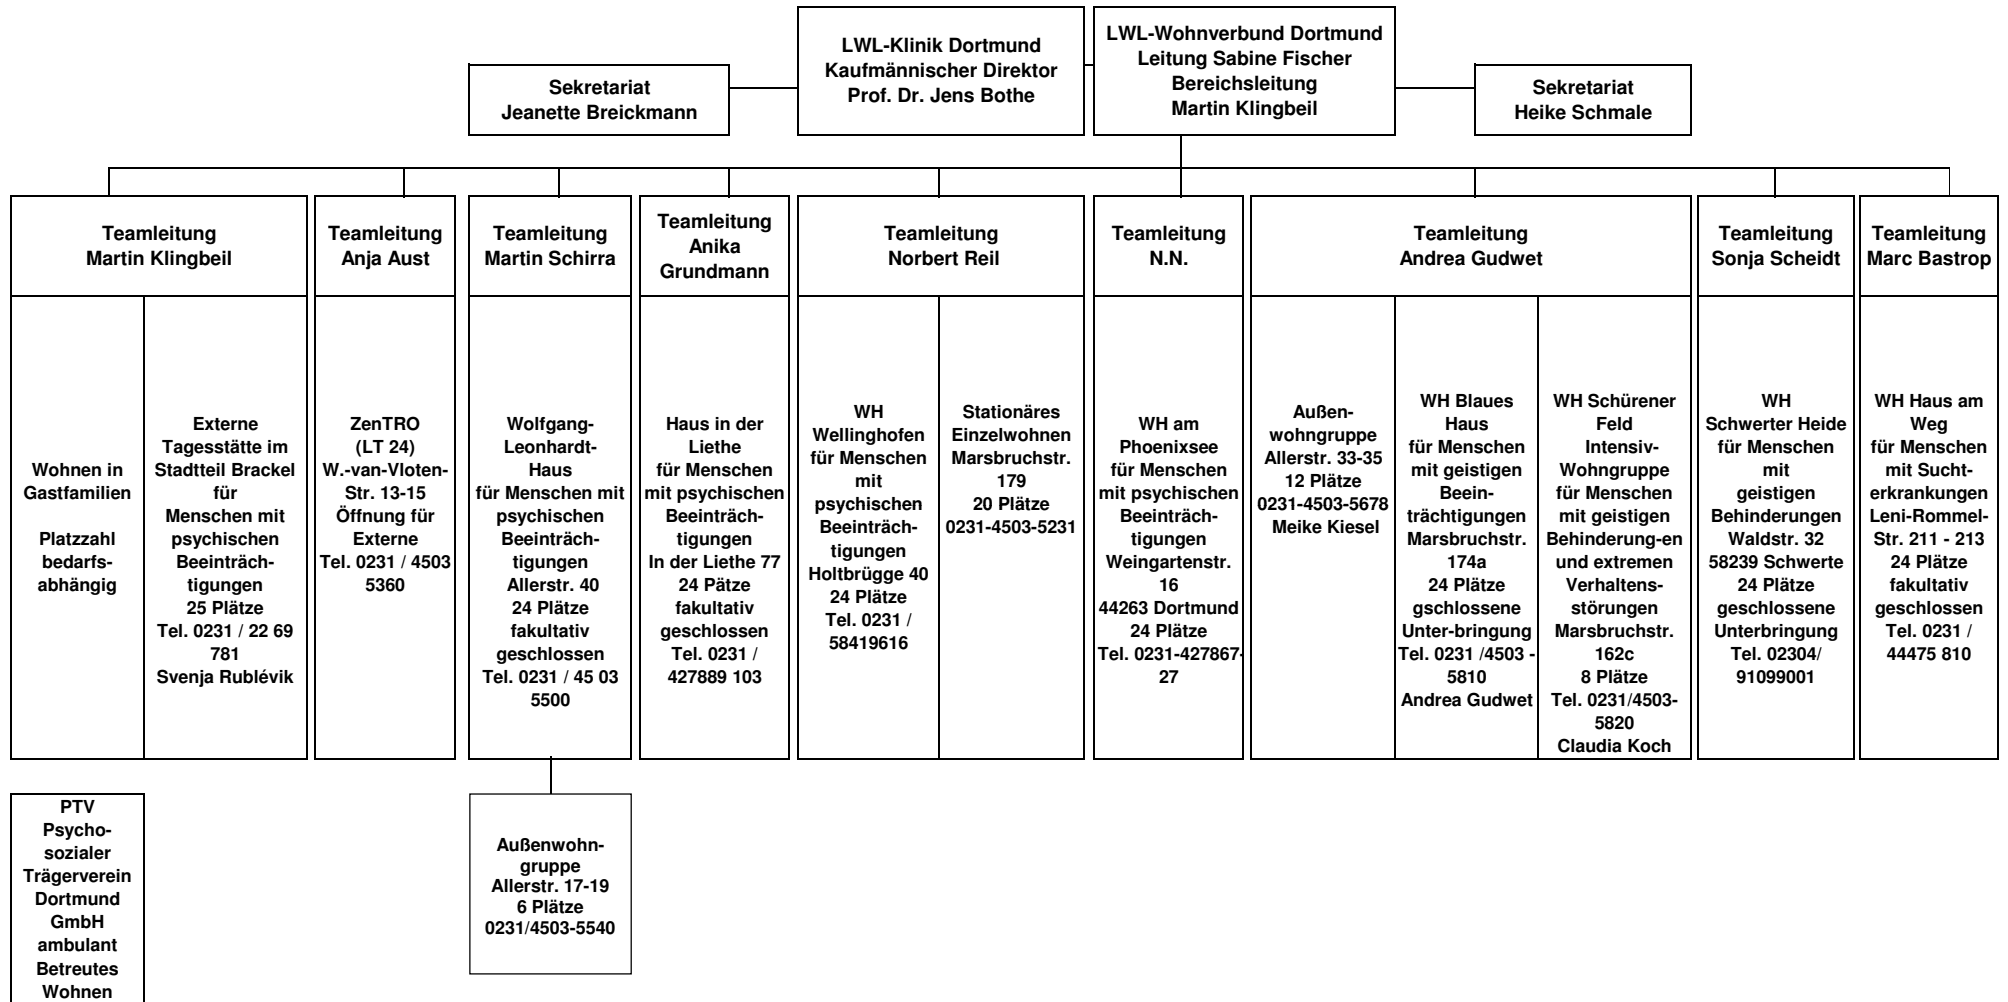 LWL-Klinik Dortmund
Kaufmännischer Direktor
Prof. Dr. Jens Bothe
LWL-Wohnverbund Dortmund
Leitung Sabine Fischer
Bereichsleitung
Martin Klingbeil
Sekretariat
Jeanette Breickmann
Sekretariat
Heike Schmale
Teamleitung
Martin Klingbeil
Teamleitung
Anja Aust
Teamleitung
Martin Schirra
Teamleitung
Anika
Grundmann
Teamleitung
Norbert Reil
Teamleitung
N.N.
Teamleitung
Andrea Gudwet
Teamleitung
Sonja Scheidt
Teamleitung
Marc Bastrop
Wohnen in
Gastfamilien
Platzzahl
bedarfs-
abhängig
Externe
Tagesstätte im
Stadtteil Brackel
für
Menschen mit
psychischen
Beeinträch-
tigungen
25 Plätze
Tel. 0231 / 22 69
781
Svenja Rublévik
ZenTRO
(LT 24)
W.-van-Vloten-
Str. 13-15
Öffnung für
Externe
Tel. 0231 / 4503
5360
Wolfgang-
Leonhardt-
Haus
für Menschen mit
psychischen
Beeinträch-
tigungen
Allerstr. 40
24 Plätze
fakultativ
geschlossen
Tel. 0231 / 45 03
5500
Haus in der
Liethe
für Menschen
mit psychischen
Beeinträch-
tigungen
In der Liethe 77
24 Pätze
fakultativ
geschlossen
Tel. 0231 /
427889 103
WH
Wellinghofen
für Menschen
mit
psychischen
Beeinträch-
tigungen
Holtbrügge 40
24 Plätze
Tel. 0231 /
58419616
Stationäres
Einzelwohnen
Marsbruchstr.
179
20 Plätze
0231-4503-5231
WH am
Phoenixsee
für Menschen
mit psychischen
Beeinträch-
tigungen
Weingartenstr.
16
44263 Dortmund
24 Plätze
Tel. 0231-427867-
27
Außen-
wohngruppe
Allerstr. 33-35
12 Plätze
0231-4503-5678
Meike Kiesel
WH Blaues
Haus
für Menschen
mit geistigen
Beein-
trächtigungen
Marsbruchstr.
174a
24 Plätze
gschlossene
Unter-bringung
Tel. 0231 /4503 -
5810
Andrea Gudwet
WH Schürener
Feld
Intensiv-
Wohngruppe
für Menschen
mit geistigen
Behinderung-en
und extremen
Verhaltens-
störungen
Marsbruchstr.
162c
8 Plätze
Tel. 0231/4503-
5820
Claudia Koch
WH
Schwerter Heide
für Menschen
mit
geistigen
Behinderungen
Waldstr. 32
58239 Schwerte
24 Plätze
geschlossene
Unterbringung
Tel. 02304/
91099001
WH Haus am
Weg
für Menschen
mit Sucht-
erkrankungen
Leni-Rommel-
Str. 211 - 213
24 Plätze
fakultativ
geschlossen
Tel. 0231 /
44475 810
PTV
Psycho-
sozialer
Trägerverein
Dortmund
GmbH
ambulant
Betreutes
Wohnen
Außenwohn-
gruppe
Allerstr. 17-19
6 Plätze
0231/4503-5540